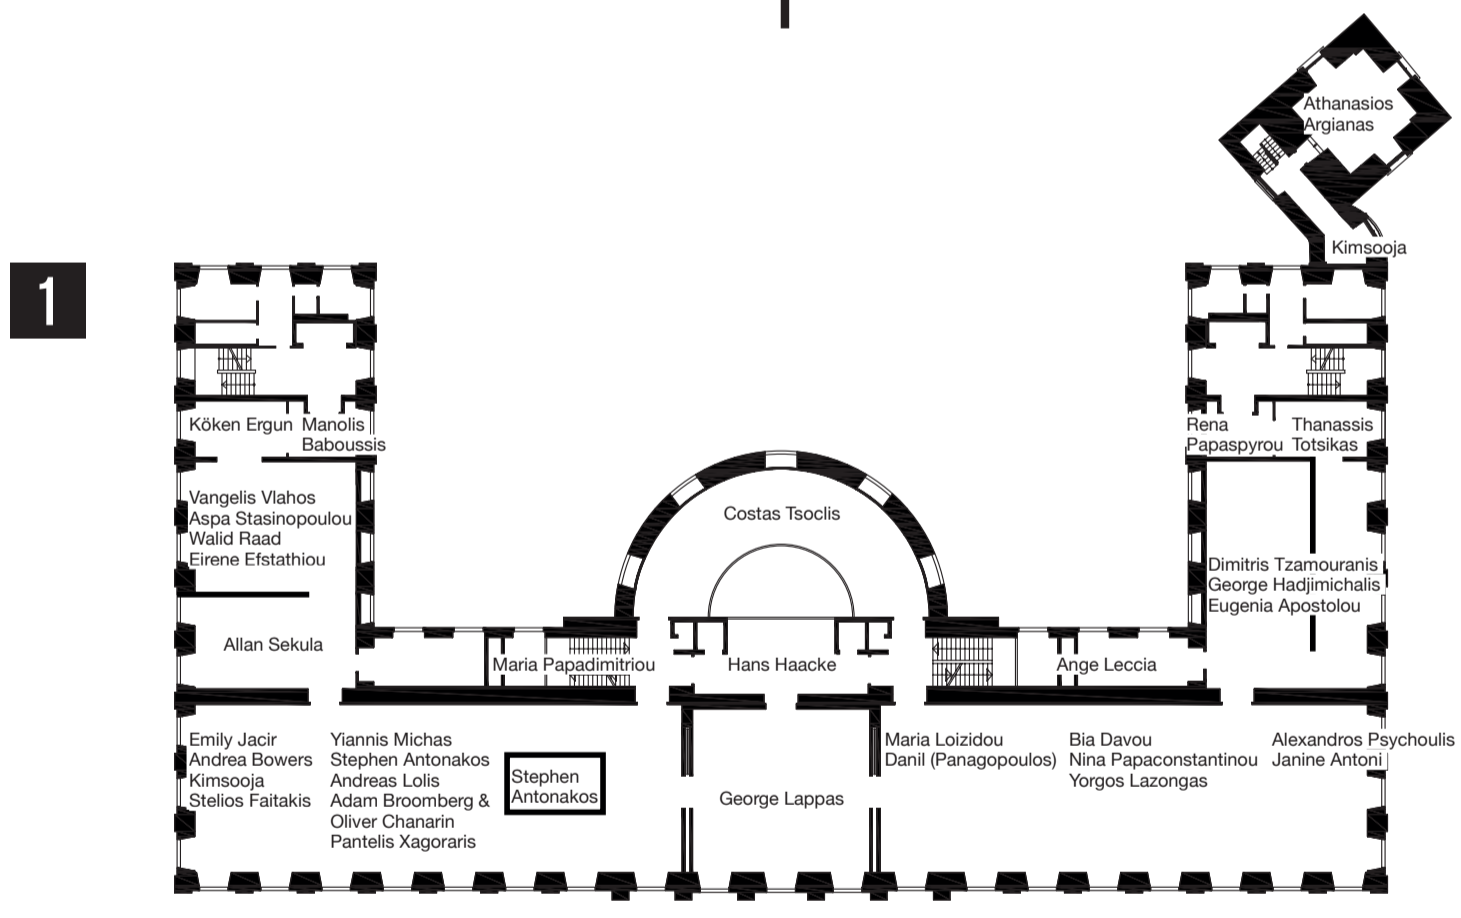 Athanasios
Argianas
Kimsooja
1
Köken Ergun
Manolis
Baboussis
Rena
Papaspyrou
Thanassis
Totsikas
Vangelis Vlahos
Aspa Stasinopoulou
Walid Raad
Eirene Efstathiou
Costas Tsoclis
Dimitris Tzamouranis
George Hadjimichalis
Eugenia Apostolou
Allan Sekula
Maria Papadimitriou
Hans Haacke
Ange Leccia
Emily Jacir
Andrea Bowers
Kimsooja
Stelios Faitakis
Yiannis Michas
Stephen Antonakos
Andreas Lolis
Adam Broomberg &
Oliver Chanarin
Pantelis Xagoraris
Stephen
Antonakos
George Lappas
Maria Loizidou
Danil (Panagopoulos)
Bia Davou
Nina Papaconstantinou
Yorgos Lazongas
Alexandros Psychoulis
Janine Antoni